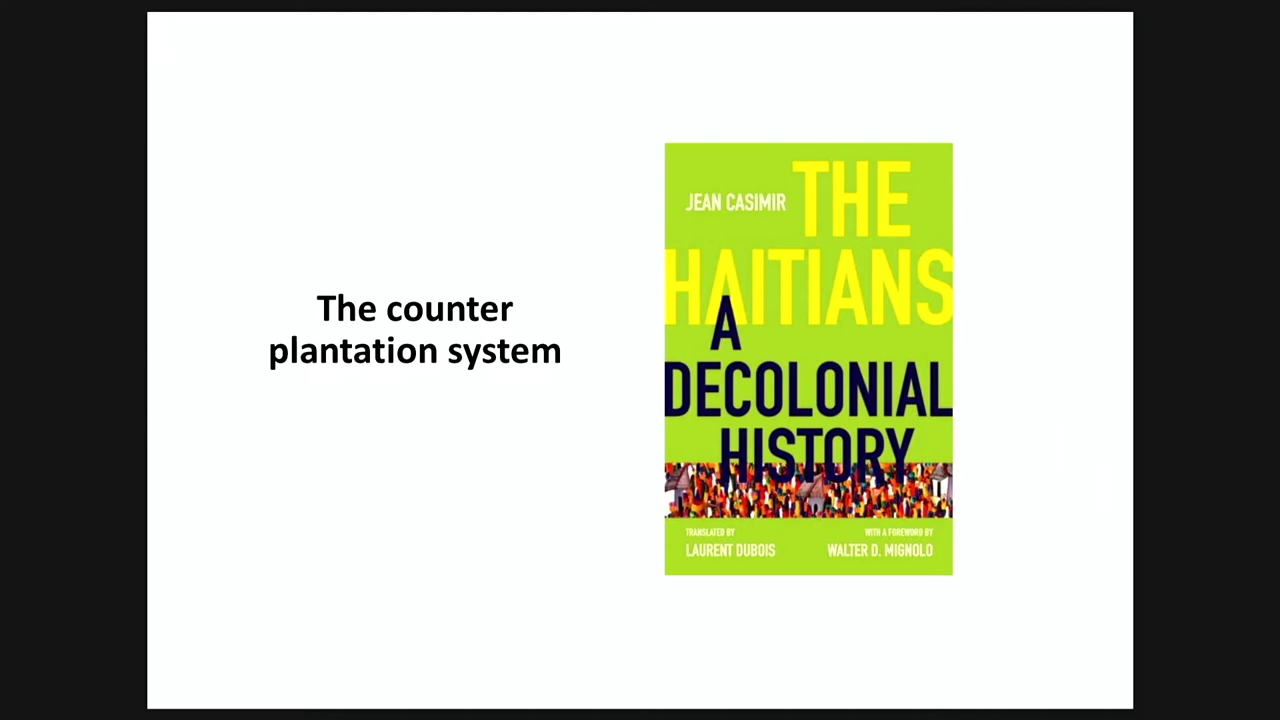 The counter
plantation system
JEAN CASIMIR
THE
HAITIANS
A
DECOLONIAL
HISTORY
TRANSLATED BY
LAURENT DUBOIS
WITH A FOREWORD BY
WALTER D. MIGNOLO